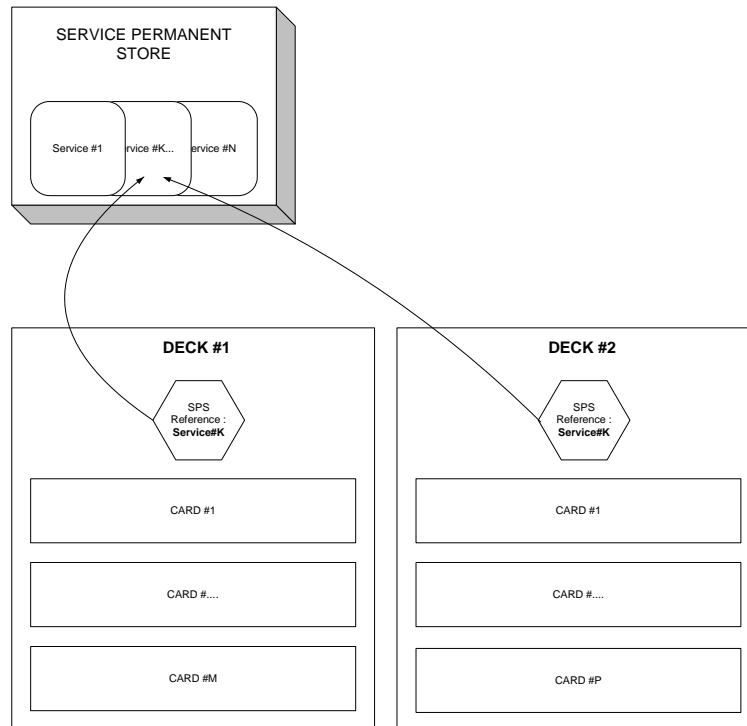 SERVICE PERMANENT
STORE
Service #1
rvice #K...
ervice #N
DECK #1
SPS
Reference :
Service#K
CARD #1
CARD #....
CARD #M
DECK #2
SPS
Reference :
Service#K
CARD #1
CARD #....
CARD #P